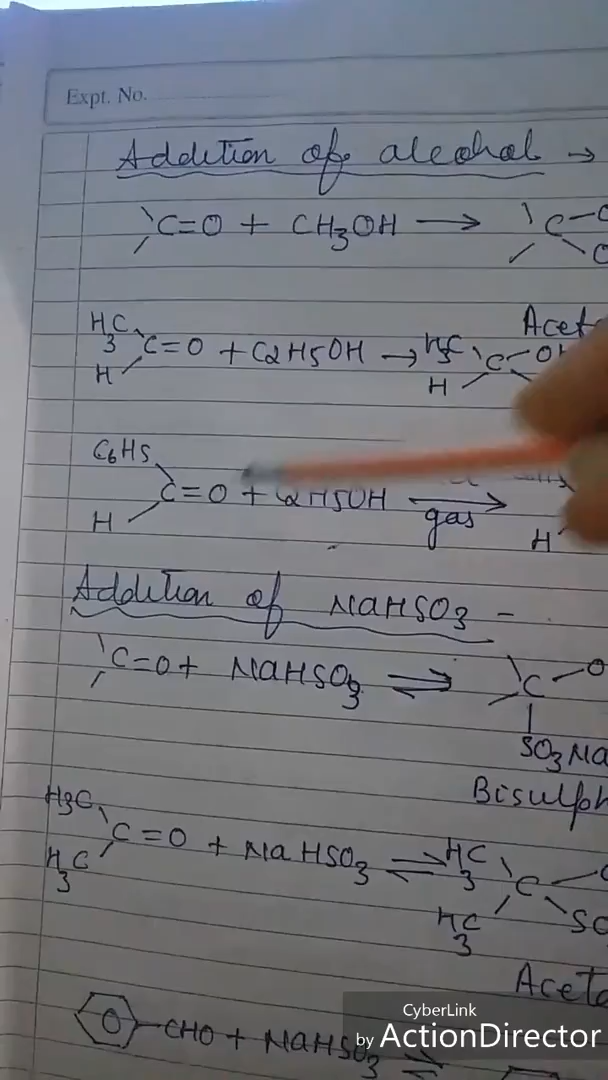 Expt. No.
Addition of alcohol →
C=O + CH3OH → C-O
Acet
H3C C=O + C2H5OH → H3C C-OH
H H
C6H5
C=O + C2H5OH → gas
H H
Addition of NaHSO3 -
C=O + NaHSO3 ⇌ C-O
SO3Na
Bisulph
H3C C=O + NaHSO3 ⇌ H3C C
H3C H3C SO
Aceto
CHO + NaHSO3 ⇌
CyberLink
by ActionDirector